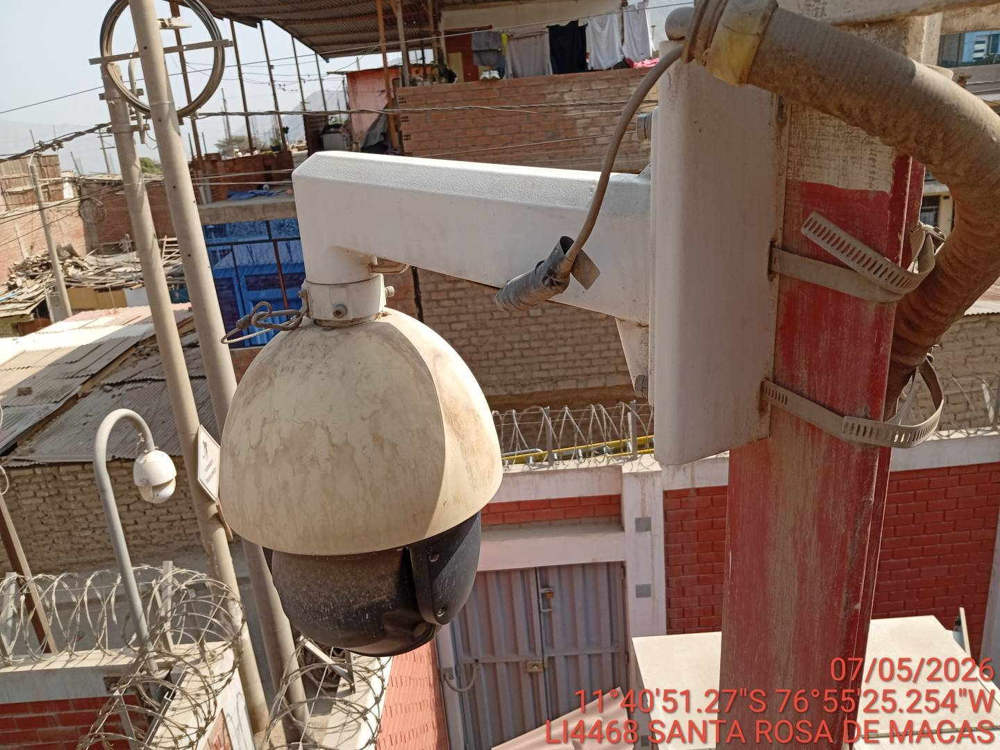 07/05/2026
11°40'51.27"S 76°55'25.254"W
LI4468 SANTA ROSA DE MACAS